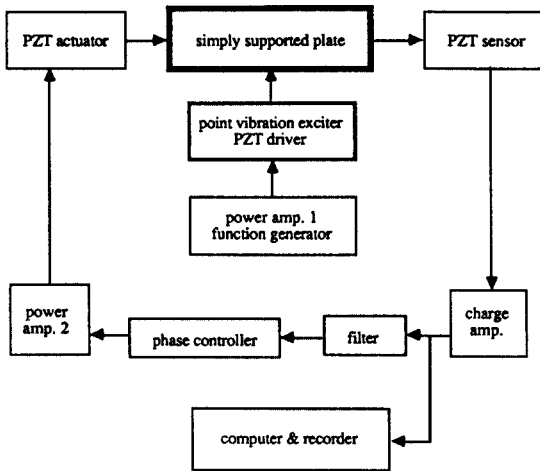 PZT actuator
simply supported plate
PZT sensor
point vibration exciter
PZT driver
power amp. 1
function generator
power
amp. 2
phase controller
filter
charge
amp.
computer & recorder